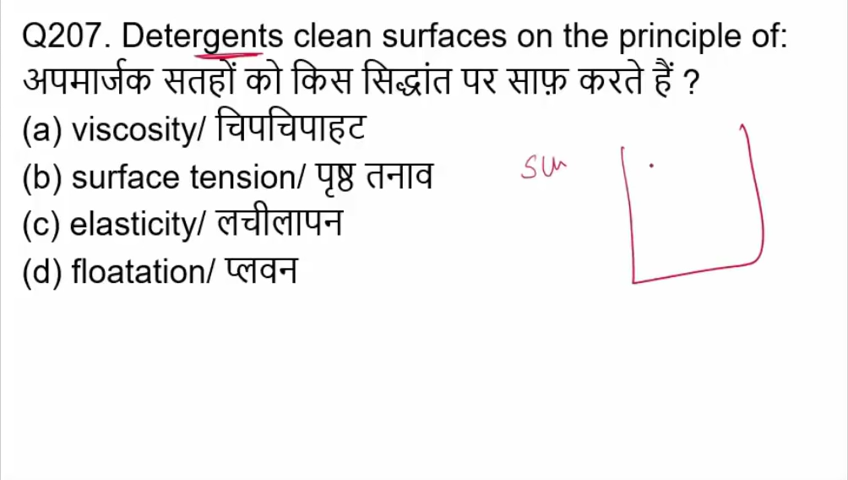 Q207. Detergents clean surfaces on the principle of:
अपमार्जक सतहों को किस सिद्धांत पर साफ़ करते हैं ?
(a) viscosity/ चिपचिपाहट
(b) surface tension/ पृष्ठ तनाव
(c) elasticity/ लचीलापन
(d) floatation/ प्लवन